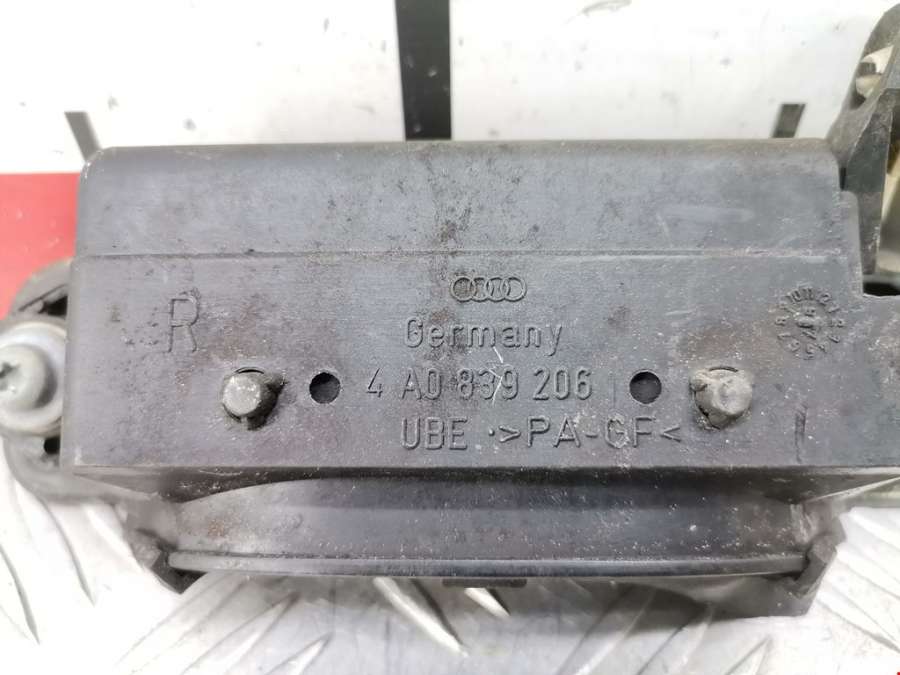 R
Germany
4 A0 839 206
UBE >PA-GF<